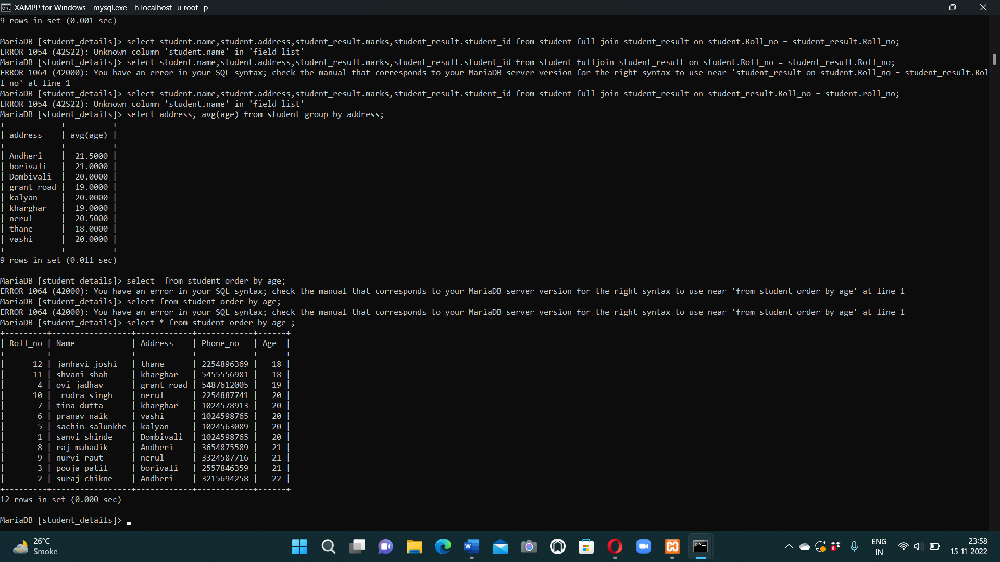 XAMPP for Windows - mysql.exe -h localhost -u root -p
9 rows in set (0.001 sec)
MariaDB [student_details]> select student.name,student.address,student_result.marks,student_result.student_id from student full join student_result on student.Roll_no = student_result.Roll_no;
ERROR 1054 (42S22): Unknown column 'student.name' in 'field list'
MariaDB [student_details]> select student.name,student.address,student_result.marks,student_result.student_id from student fulljoin student_result on student.Roll_no = student_result.Roll_no;
ERROR 1064 (42000): You have an error in your SQL syntax; check the manual that corresponds to your MariaDB server version for the right syntax to use near 'student_result on student.Roll_no = student_result.Rol
l_no' at line 1
MariaDB [student_details]> select student.name,student.address,student_result.marks,student_result.student_id from student full join student_result on student_result.Roll_no = student.roll_no;
ERROR 1054 (42S22): Unknown column 'student.name' in 'field list'
MariaDB [student_details]> select address, avg(age) from student group by address;
+------------+----------+
| address    | avg(age) |
+------------+----------+
| Andheri    |  21.5000 |
| borivali   |  21.0000 |
| Dombivali  |  20.0000 |
| grant road |  19.0000 |
| kalyan     |  20.0000 |
| kharghar   |  19.0000 |
| nerul      |  20.5000 |
| thane      |  18.0000 |
| vashi      |  20.0000 |
+------------+----------+
9 rows in set (0.011 sec)
MariaDB [student_details]> select  from student order by age;
ERROR 1064 (42000): You have an error in your SQL syntax; check the manual that corresponds to your MariaDB server version for the right syntax to use near 'from student order by age' at line 1
MariaDB [student_details]> select from student order by age;
ERROR 1064 (42000): You have an error in your SQL syntax; check the manual that corresponds to your MariaDB server version for the right syntax to use near 'from student order by age' at line 1
MariaDB [student_details]> select * from student order by age ;
+---------+-----------------+------------+------------+------+
| Roll_no | Name            | Address    | Phone_no   | Age  |
+---------+-----------------+------------+------------+------+
|      12 | janhavi joshi   | thane      | 2254896369 |   18 |
|      11 | shvani shah     | kharghar   | 5455556981 |   18 |
|       4 | ovi jadhav      | grant road | 5487612005 |   19 |
|      10 |  rudra singh    | nerul      | 2254887741 |   20 |
|       7 | tina dutta      | kharghar   | 1024578913 |   20 |
|       6 | pranav naik     | vashi      | 1024598765 |   20 |
|       5 | sachin salunkhe | kalyan     | 1024563089 |   20 |
|       1 | sanvi shinde    | Dombivali  | 1024598765 |   20 |
|       8 | raj mahadik     | Andheri    | 3654875589 |   21 |
|       9 | nurvi raut      | nerul      | 3324587716 |   21 |
|       3 | pooja patil     | borivali   | 2557846359 |   21 |
|       2 | suraj chikne    | Andheri    | 3215694258 |   22 |
+---------+-----------------+------------+------------+------+
12 rows in set (0.000 sec)
MariaDB [student_details]>
26°C
Smoke
ENG
IN
23:58
15-11-2022